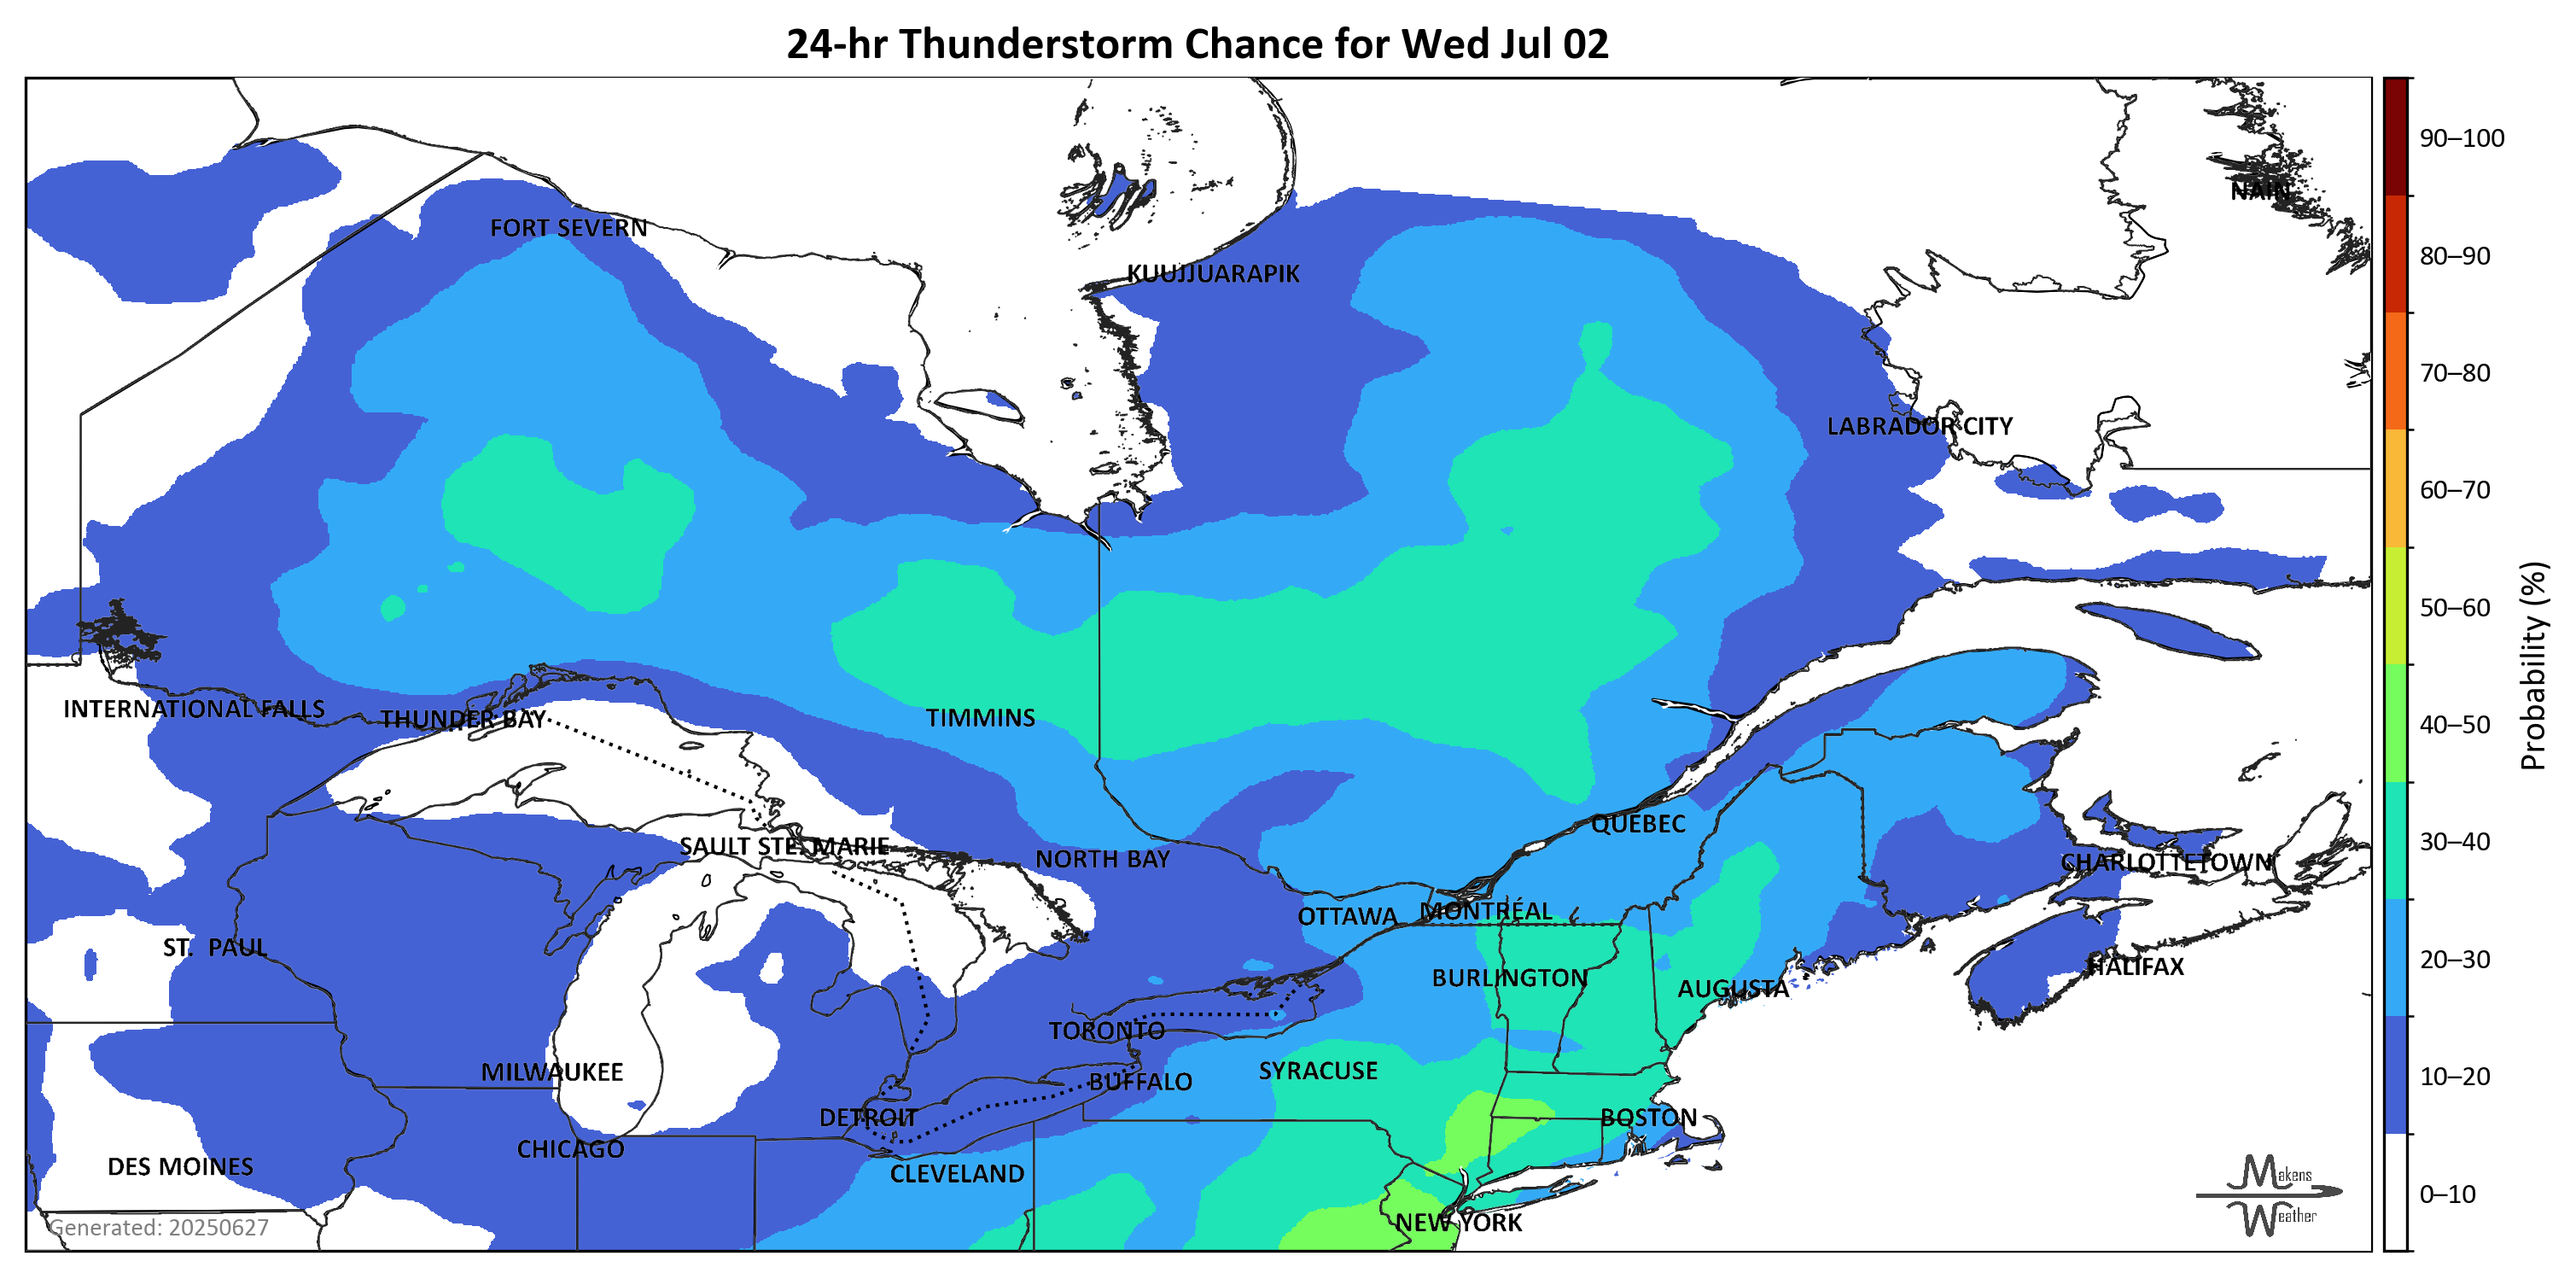 24-hr Thunderstorm Chance for Wed Jul 02
90–100
NAIN
FORT SEVERN
80–90
KUUJJUARAPIK
70–80
LABRADOR CITY
60–70
50–60
INTERNATIONAL FALLS
THUNDER BAY
TIMMINS
40–50
Probability (%)
QUEBEC
SAULT STE. MARIE
30–40
NORTH BAY
CHARLOTTETOWN
OTTAWA
MONTRÉAL
ST. PAUL
20–30
HALIFAX
BURLINGTON
AUGUSTA
TORONTO
MILWAUKEE
SYRACUSE
BUFFALO
10–20
DETROIT
BOSTON
CHICAGO
DES MOINES
CLEVELAND
Makens
Weather
0–10
Generated: 20250627
NEW YORK